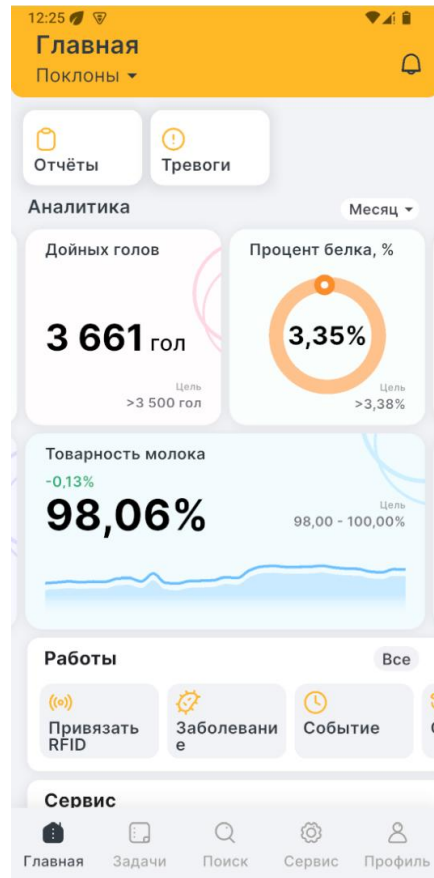 12:25
Главная
Поклоны
Отчёты
Тревоги
Аналитика
Месяц
Дойных голов
3 661 гол
Цель
>3 500 гол
Процент белка, %
3,35%
Цель
>3,38%
Товарность молока
-0,13%
98,06%
Цель
98,00 - 100,00%
Работы
Все
Привязать
RFID
Заболевани
е
Событие
Сервис
Главная
Задачи
Поиск
Сервис
Профиль